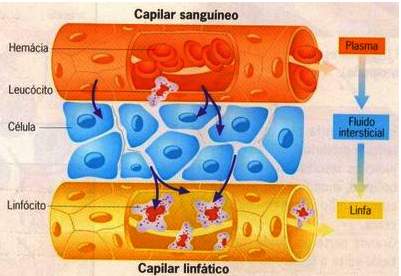 Capilar sanguíneo
Hemácia
Leucócito
Célula
Linfócito
Plasma
Fluido
intersticial
Linfa
Capilar linfático